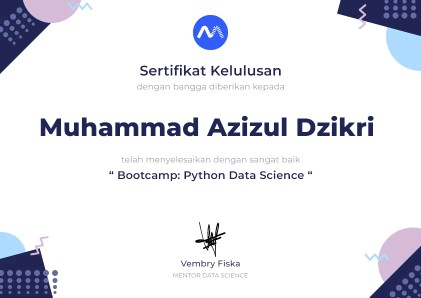 Sertifikat Kelulusan
dengan bangga diberikan kepada
Muhammad Azizul Dzikri
telah menyelesaikan dengan sangat baik
“ Bootcamp: Python Data Science “
Vembry Fiska
MENTOR DATA SCIENCE